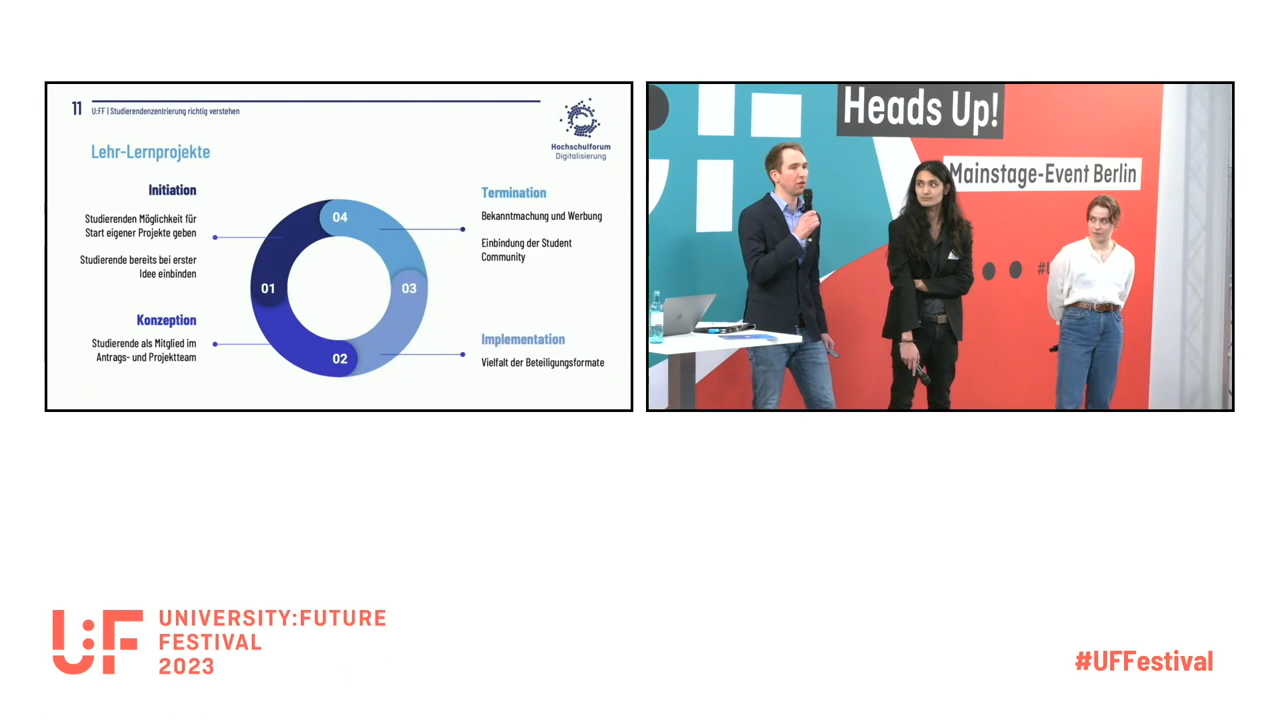 11
U:FF | Studierendenzentrierung richtig verstehen
Hochschulforum
Digitalisierung
Lehr-Lernprojekte
Initiation
Studierenden Möglichkeit für
Start eigener Projekte geben
Studierende bereits bei erster
Idee einbinden
Konzeption
Studierende als Mitglied im
Antrags- und Projektteam
01
02
03
04
Termination
Bekanntmachung und Werbung
Einbindung der Student
Community
Implementation
Vielfalt der Beteiligungsformate
Heads Up!
Mainstage-Event Berlin
U:F
UNIVERSITY:FUTURE
FESTIVAL
2023
#UFFestival